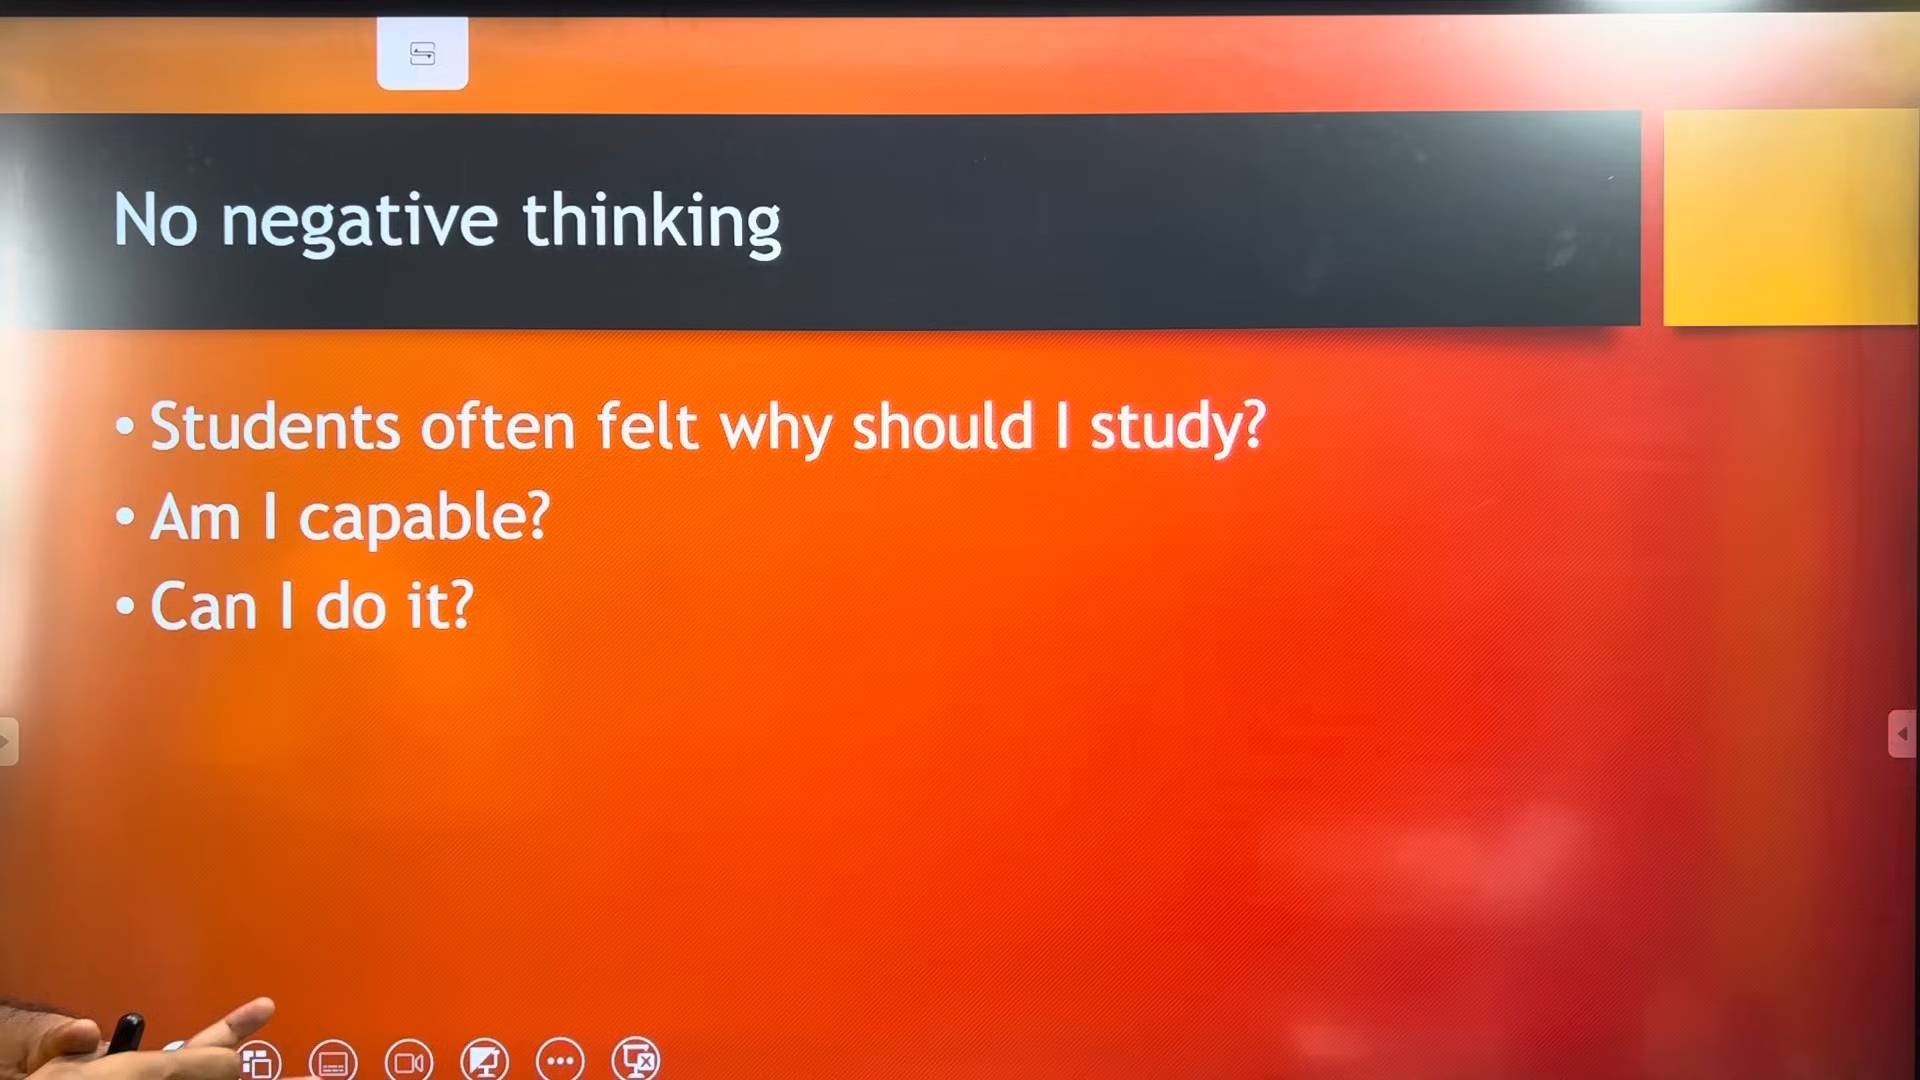 No negative thinking
• Students often felt why should I study?
• Am I capable?
• Can I do it?